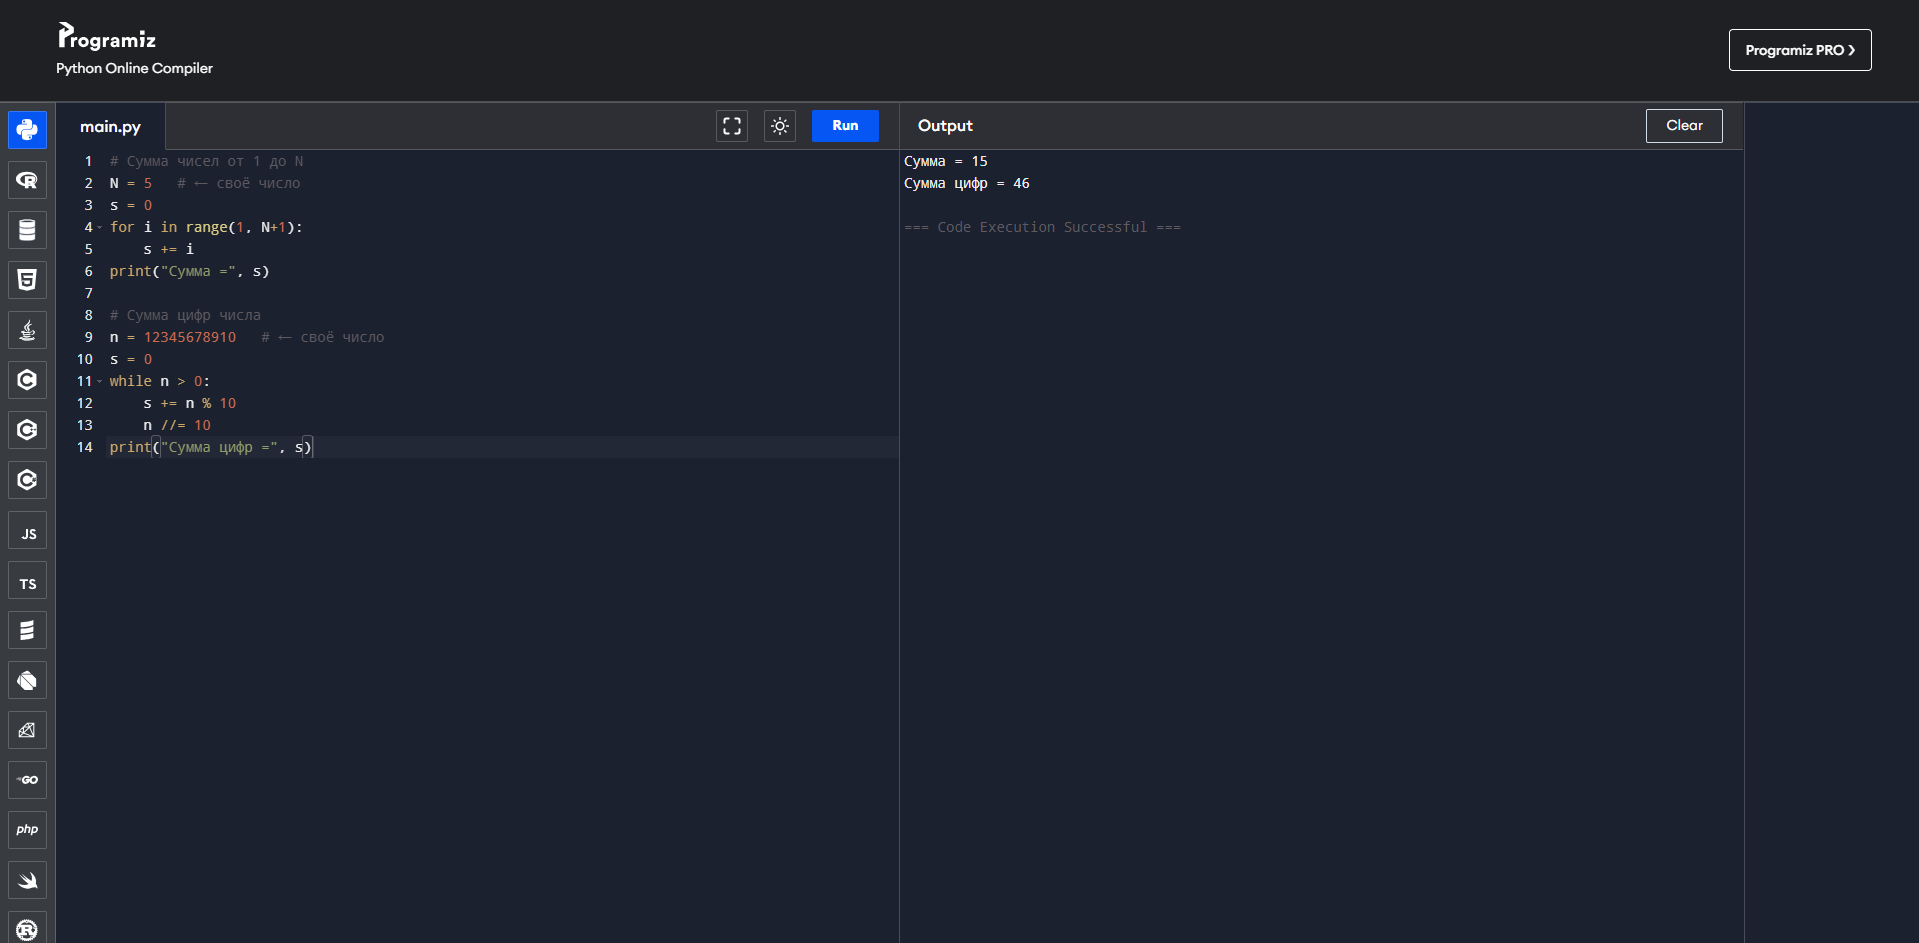 Programiz
Python Online Compiler
Programiz PRO ❯
main.py
Run
Output
Clear
1 # Сумма чисел от 1 до N
2 N = 5   # ← своё число
3 s = 0
4 for i in range(1, N+1):
5     s += i
6 print("Сумма =", s)
7
8 # Сумма цифр числа
9 n = 12345678910   # ← своё число
10 s = 0
11 while n > 0:
12     s += n % 10
13     n //= 10
14 print("Сумма цифр =", s)
Сумма = 15
Сумма цифр = 46
=== Code Execution Successful ===
R
5
C
C
C
JS
TS
GO
php
R